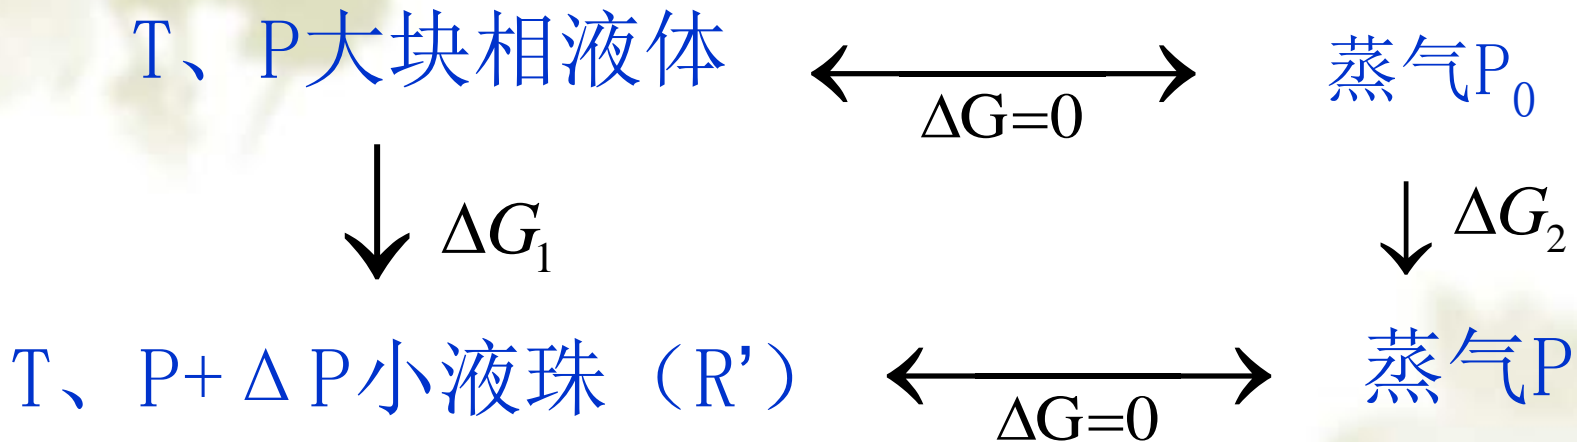 T、P大块相液体 ΔG=0 蒸气P₀
ΔG₁ ΔG₂
T、P+ΔP小液珠（R’） ΔG=0 蒸气P